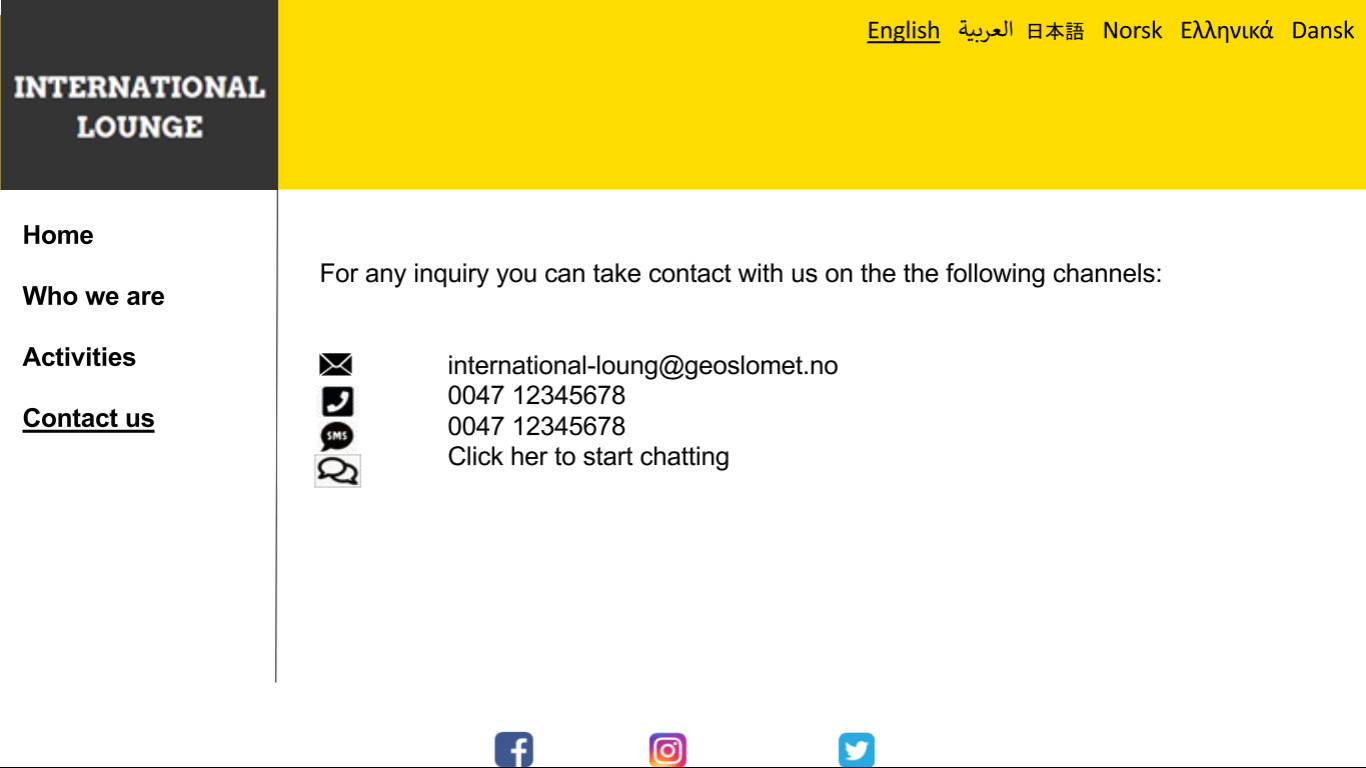 English العربية 日本語 Norsk Ελληνικά Dansk
INTERNATIONAL
LOUNGE
Home
Who we are
Activities
Contact us
For any inquiry you can take contact with us on the the following channels:
international-loung@geoslomet.no
0047 12345678
SMS 0047 12345678
Click her to start chatting